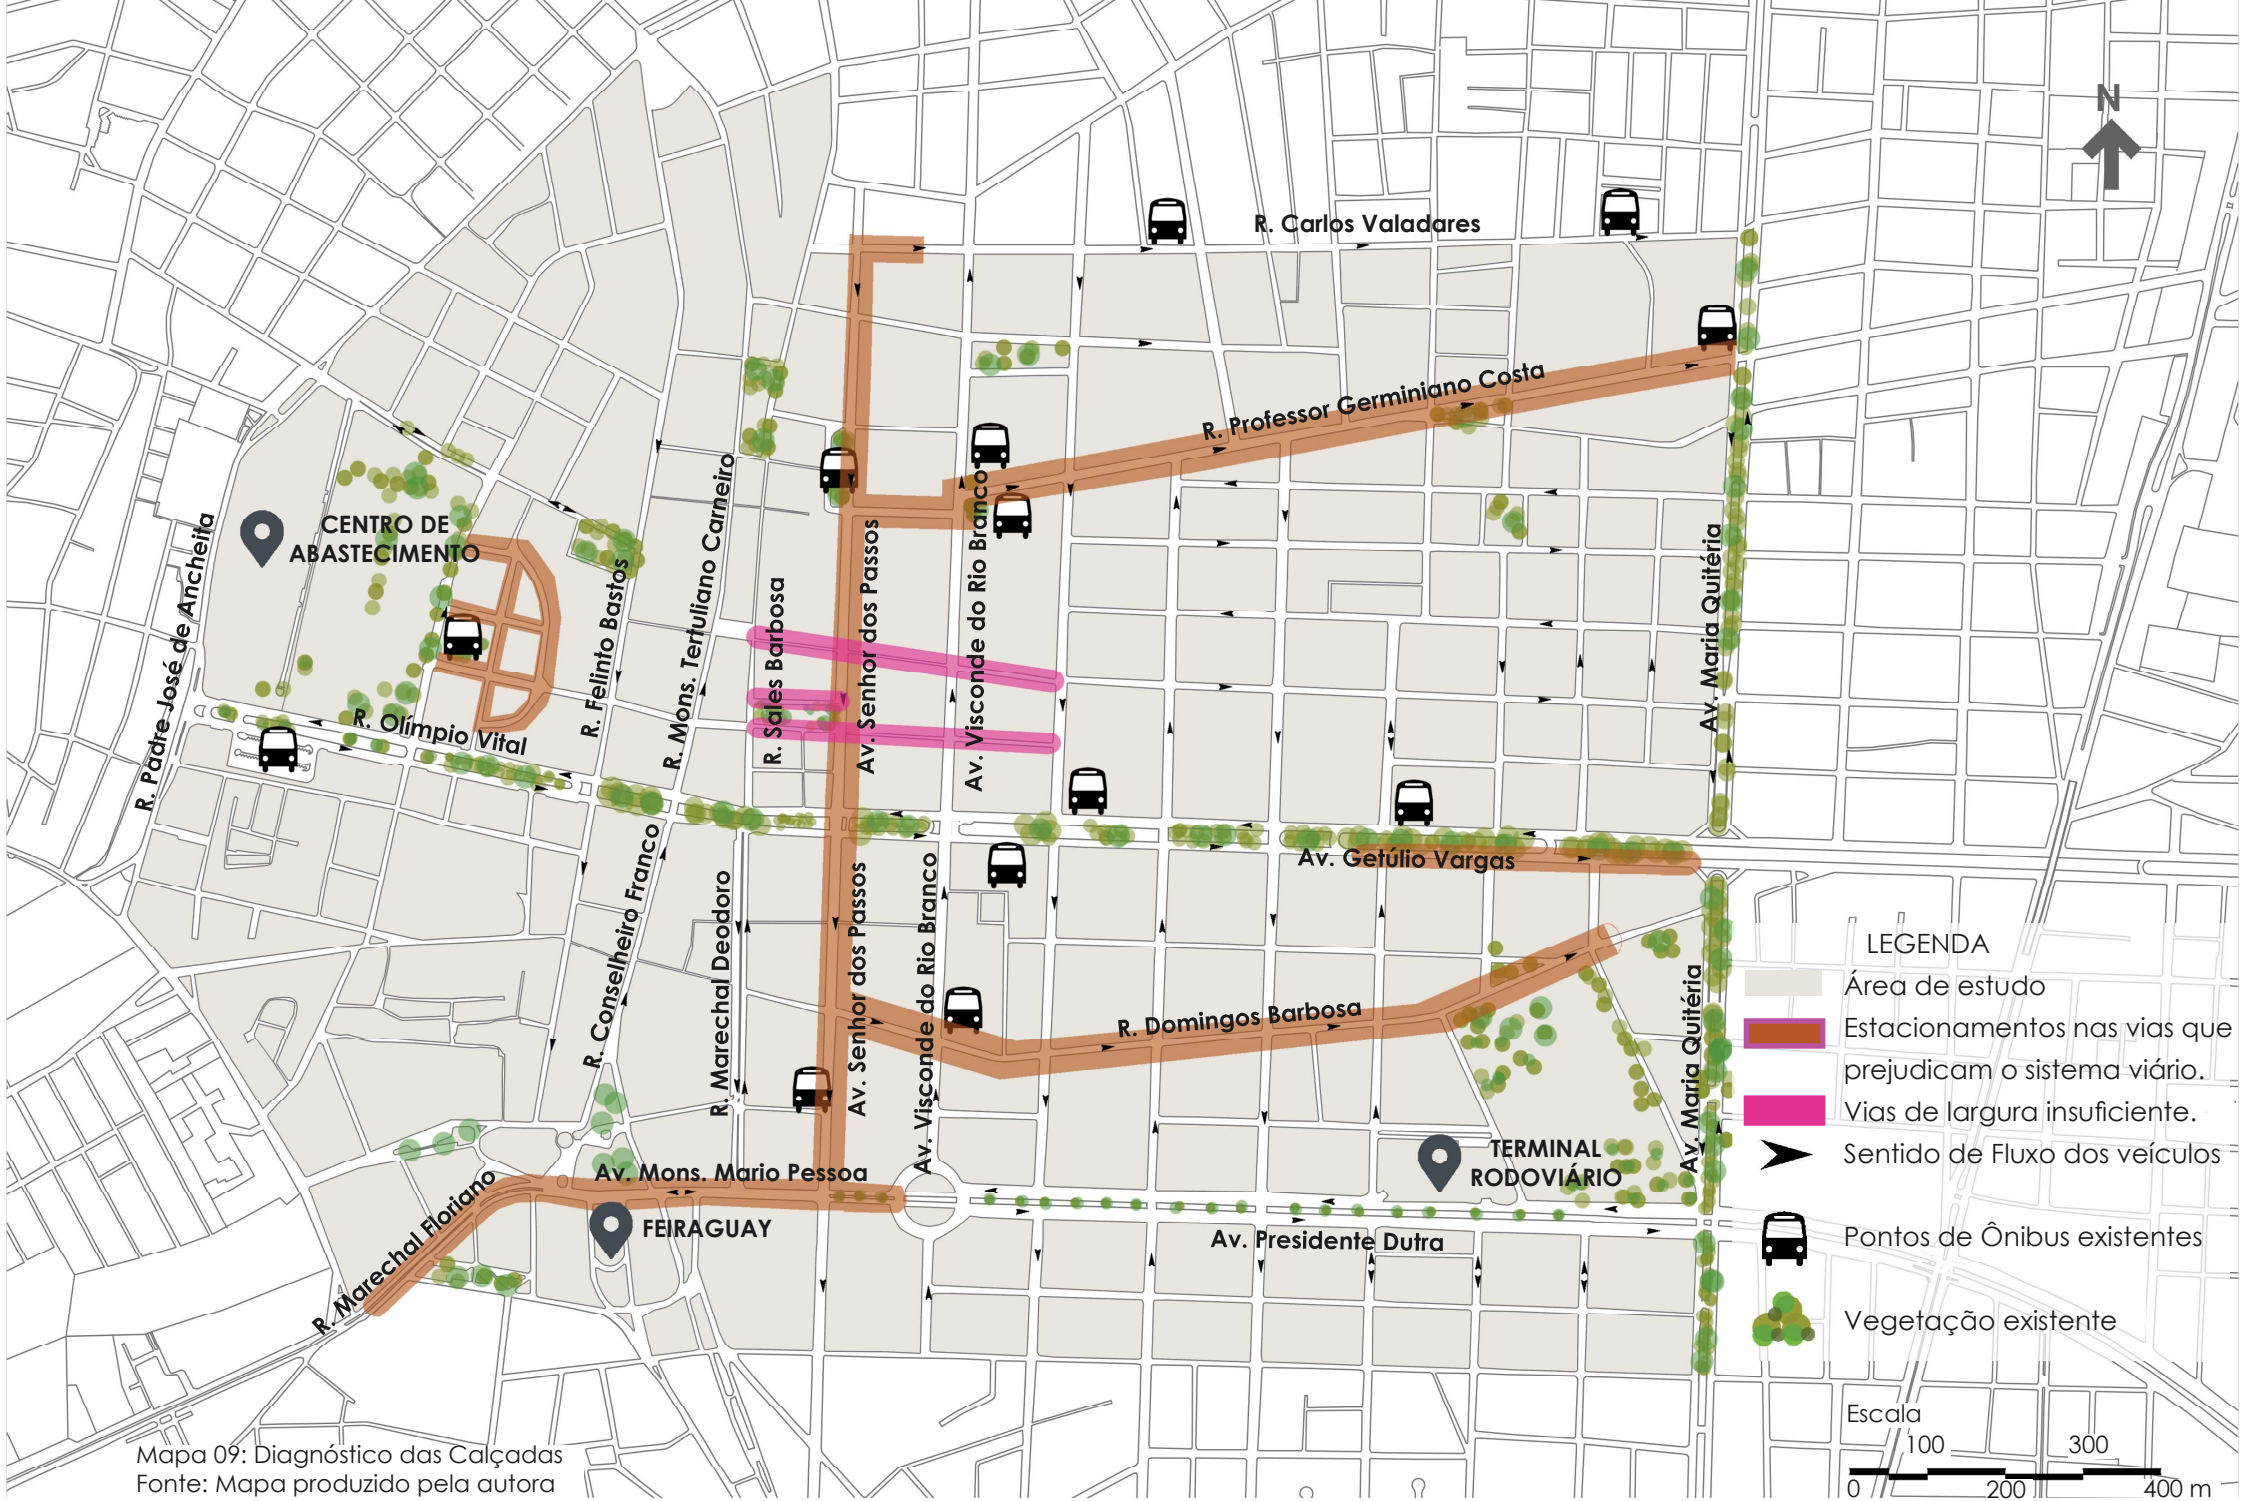 N
R. Carlos Valadares
R. Professor Germiniano Costa
CENTRO DE
ABASTECIMENTO
R. Padre José de Ancheita
R. Felinto Bastos
R. Mons. Tertuliano Carneiro
R. Sales Barbosa
Av. Senhor dos Passos
Av. Visconde do Rio Branco
Av. Maria Quitéria
R. Olímpio Vital
Av. Getúlio Vargas
R. Conselheiro Franco
R. Marechal Deodoro
Av. Senhor dos Passos
Av. Visconde do Rio Branco
R. Domingos Barbosa
Av. Maria Quitéria
TERMINAL
RODOVIÁRIO
Av. Mons. Mario Pessoa
FEIRAGUAY
R. Marechal Floriano
Av. Presidente Dutra
LEGENDA
Área de estudo
Estacionamentos nas vias que
prejudicam o sistema viário.
Vias de largura insuficiente.
Sentido de Fluxo dos veículos
Pontos de Ônibus existentes
Vegetação existente
Escala
100 300
0 200 400 m
Mapa 09: Diagnóstico das Calçadas
Fonte: Mapa produzido pela autora